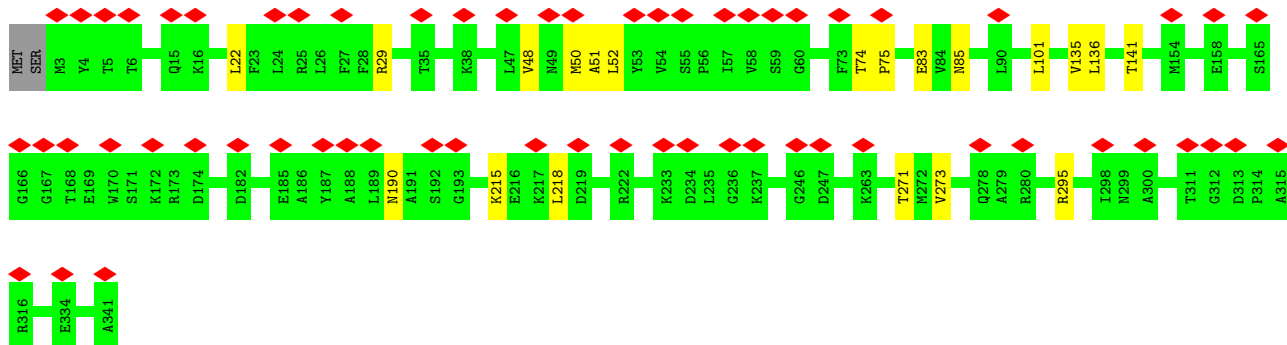 MET SER M3 Y4 T5 T6 Q15 K16 L22 F23 L24 R25 L26 F27 F28 R29 T35 K38 L47 V48 N49 M50 A51 L52 Y53 V54 S55 P56 I57 V58 S59 G60 F73 T74 P75 E83 V84 N85 L90 L101 V135 L136 T141 M154 E158 S165
G166 G167 T168 E169 W170 S171 K172 R173 D174 D182 E185 A186 Y187 A188 L189 N190 A191 S192 G193 K215 E216 K217 L218 D219 R222 K233 D234 L235 G236 K237 G246 D247 K263 T271 M272 V273 Q278 A279 R280 R295 I298 N299 A300 T311 G312 D313 P314 A315
R316 E334 A341